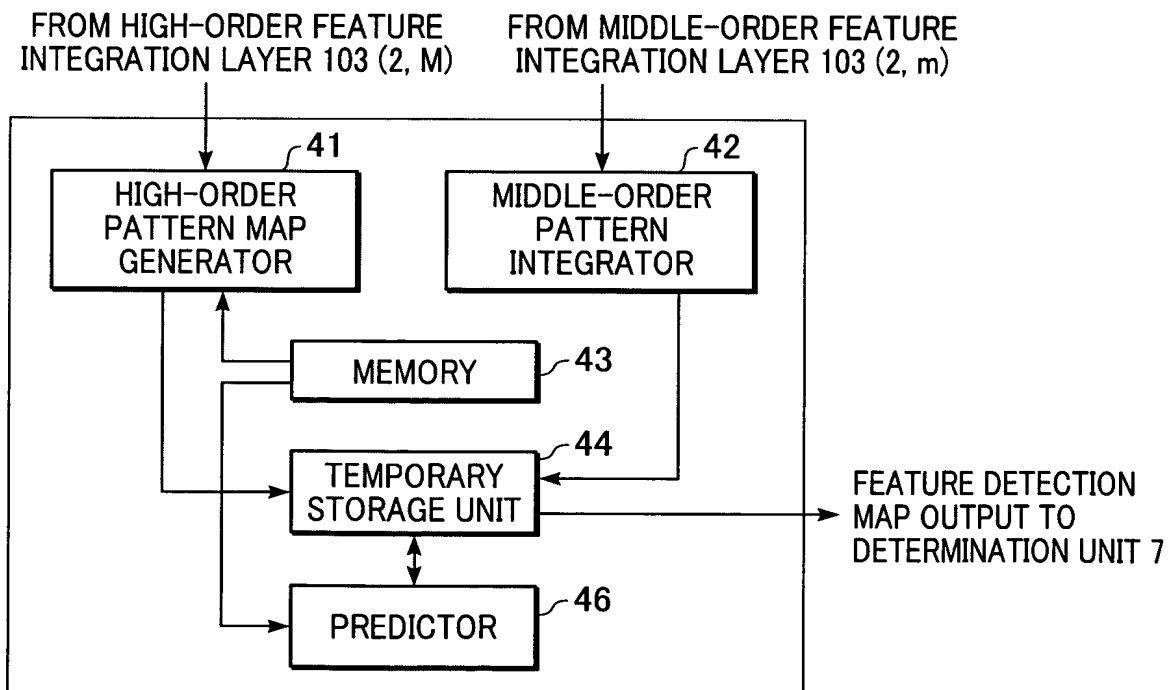 FROM HIGH-ORDER FEATURE
INTEGRATION LAYER 103 (2, M)
FROM MIDDLE-ORDER FEATURE
INTEGRATION LAYER 103 (2, m)
41
HIGH-ORDER
PATTERN MAP
GENERATOR
42
MIDDLE-ORDER
PATTERN
INTEGRATOR
MEMORY
43
44
TEMPORARY
STORAGE UNIT
FEATURE DETECTION
MAP OUTPUT TO
DETERMINATION UNIT 7
PREDICTOR
46